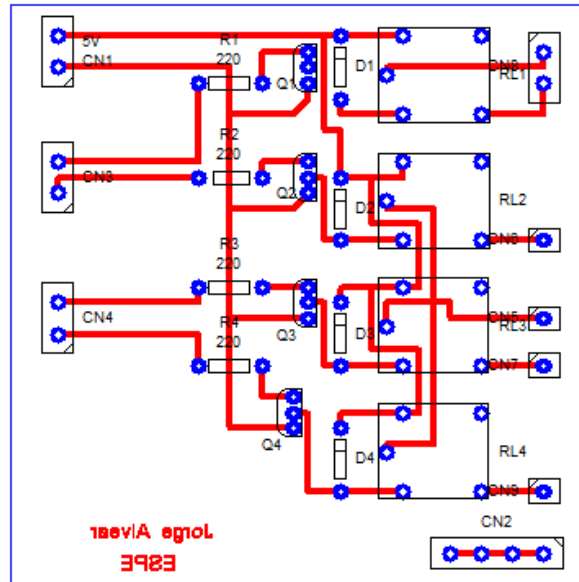 5V
CN1
R1
220
Q1
D1
CN8
RL1
R2
220
CN3
Q2
D2
RL2
CN6
R3
220
CN4
Q3
D3
CN5
RL3
R4
220
CN7
Q4
D4
RL4
CN9
CN2
Jorge Alvear
ESPE